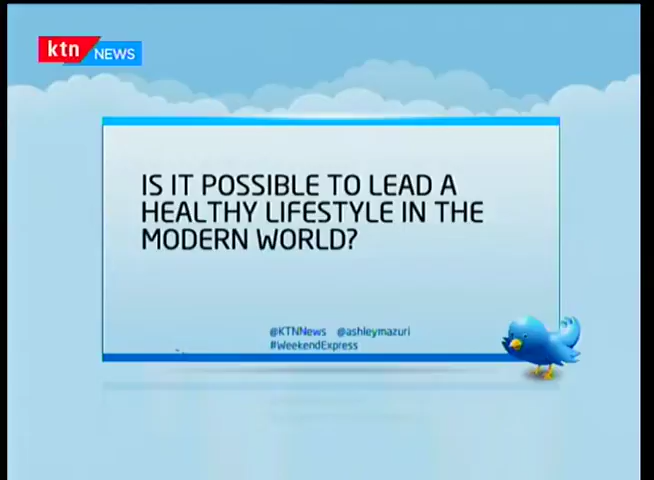 ktn NEWS
IS IT POSSIBLE TO LEAD A
HEALTHY LIFESTYLE IN THE
MODERN WORLD?
@KTNNews @ashleymazuri
#WeekendExpress